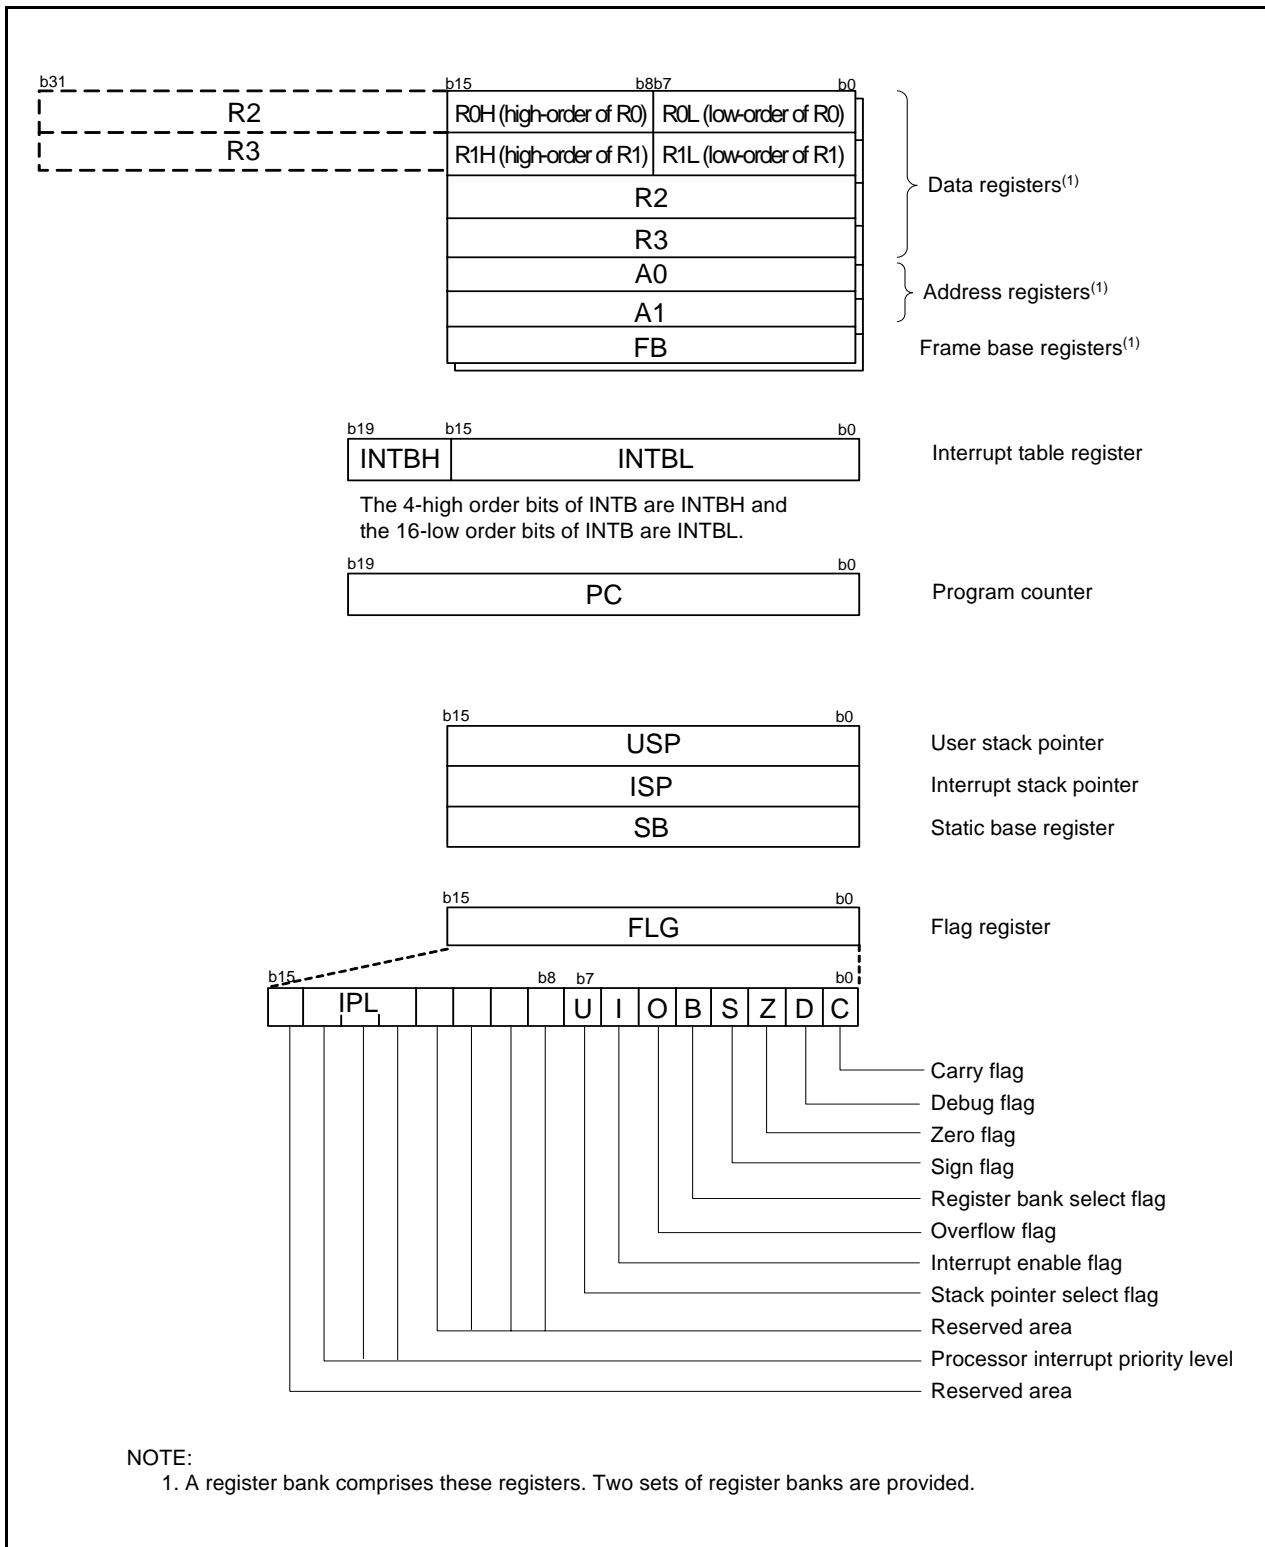 b31 b15 b8b7 b0
R2 R0H (high-order of R0) R0L (low-order of R0)
R3 R1H (high-order of R1) R1L (low-order of R1)
R2 Data registers(1)
R3
A0
A1 Address registers(1)
FB Frame base registers(1)
b19 b15 b0
INTBH INTBL Interrupt table register
The 4-high order bits of INTB are INTBH and
the 16-low order bits of INTB are INTBL.
b19 b0
PC Program counter
b15 b0
USP User stack pointer
ISP Interrupt stack pointer
SB Static base register
b15 b0
FLG Flag register
b15 b8 b7 b0
IPL U I O B S Z D C
Carry flag
Debug flag
Zero flag
Sign flag
Register bank select flag
Overflow flag
Interrupt enable flag
Stack pointer select flag
Reserved area
Processor interrupt priority level
Reserved area
NOTE:
1. A register bank comprises these registers. Two sets of register banks are provided.